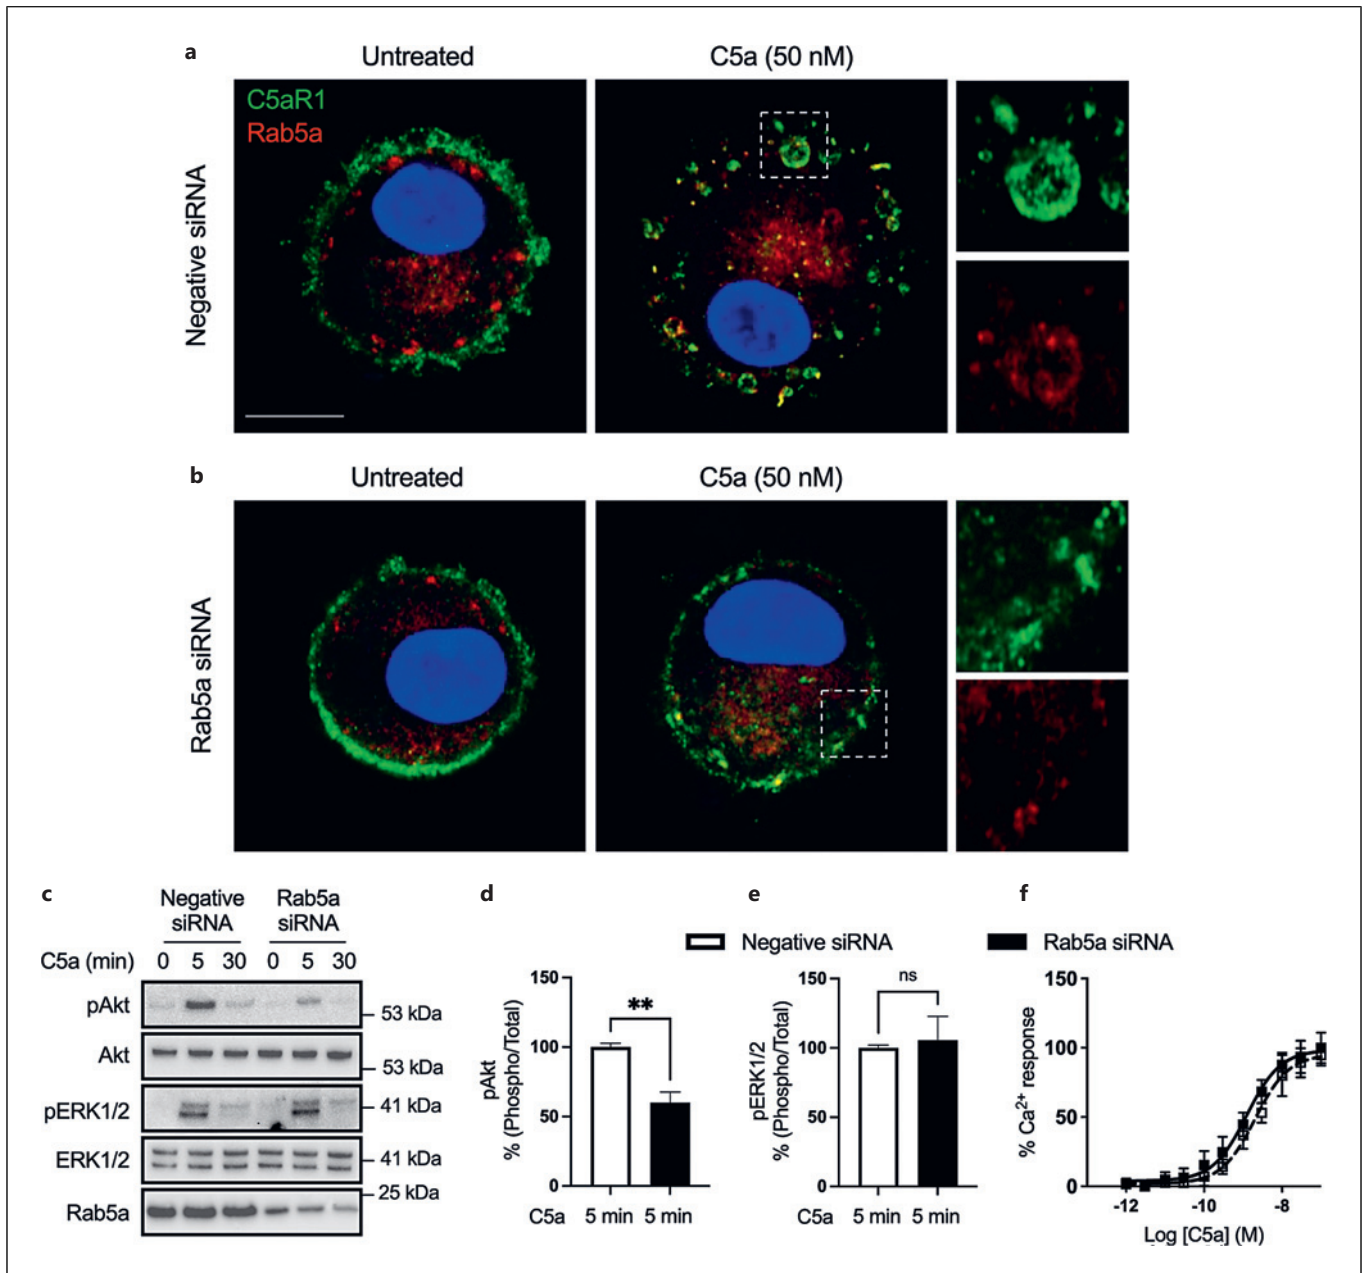 a
Untreated
C5a (50 nM)
C5aR1
Rab5a
Negative siRNA
b
Untreated
C5a (50 nM)
Rab5a siRNA
c
Negative siRNA
Rab5a siRNA
C5a (min) 0 5 30 0 5 30
pAkt
53 kDa
Akt
53 kDa
pERK1/2
41 kDa
ERK1/2
41 kDa
25 kDa
Rab5a
d
e
f
Negative siRNA
Rab5a siRNA
pAkt
% (Phospho/Total)
150
100
50
0
**
C5a 5 min 5 min
pERK1/2
% (Phospho/Total)
150
100
50
0
ns
C5a 5 min 5 min
% Ca²⁺ response
150
100
50
0
-12 -10 -8
Log [C5a] (M)